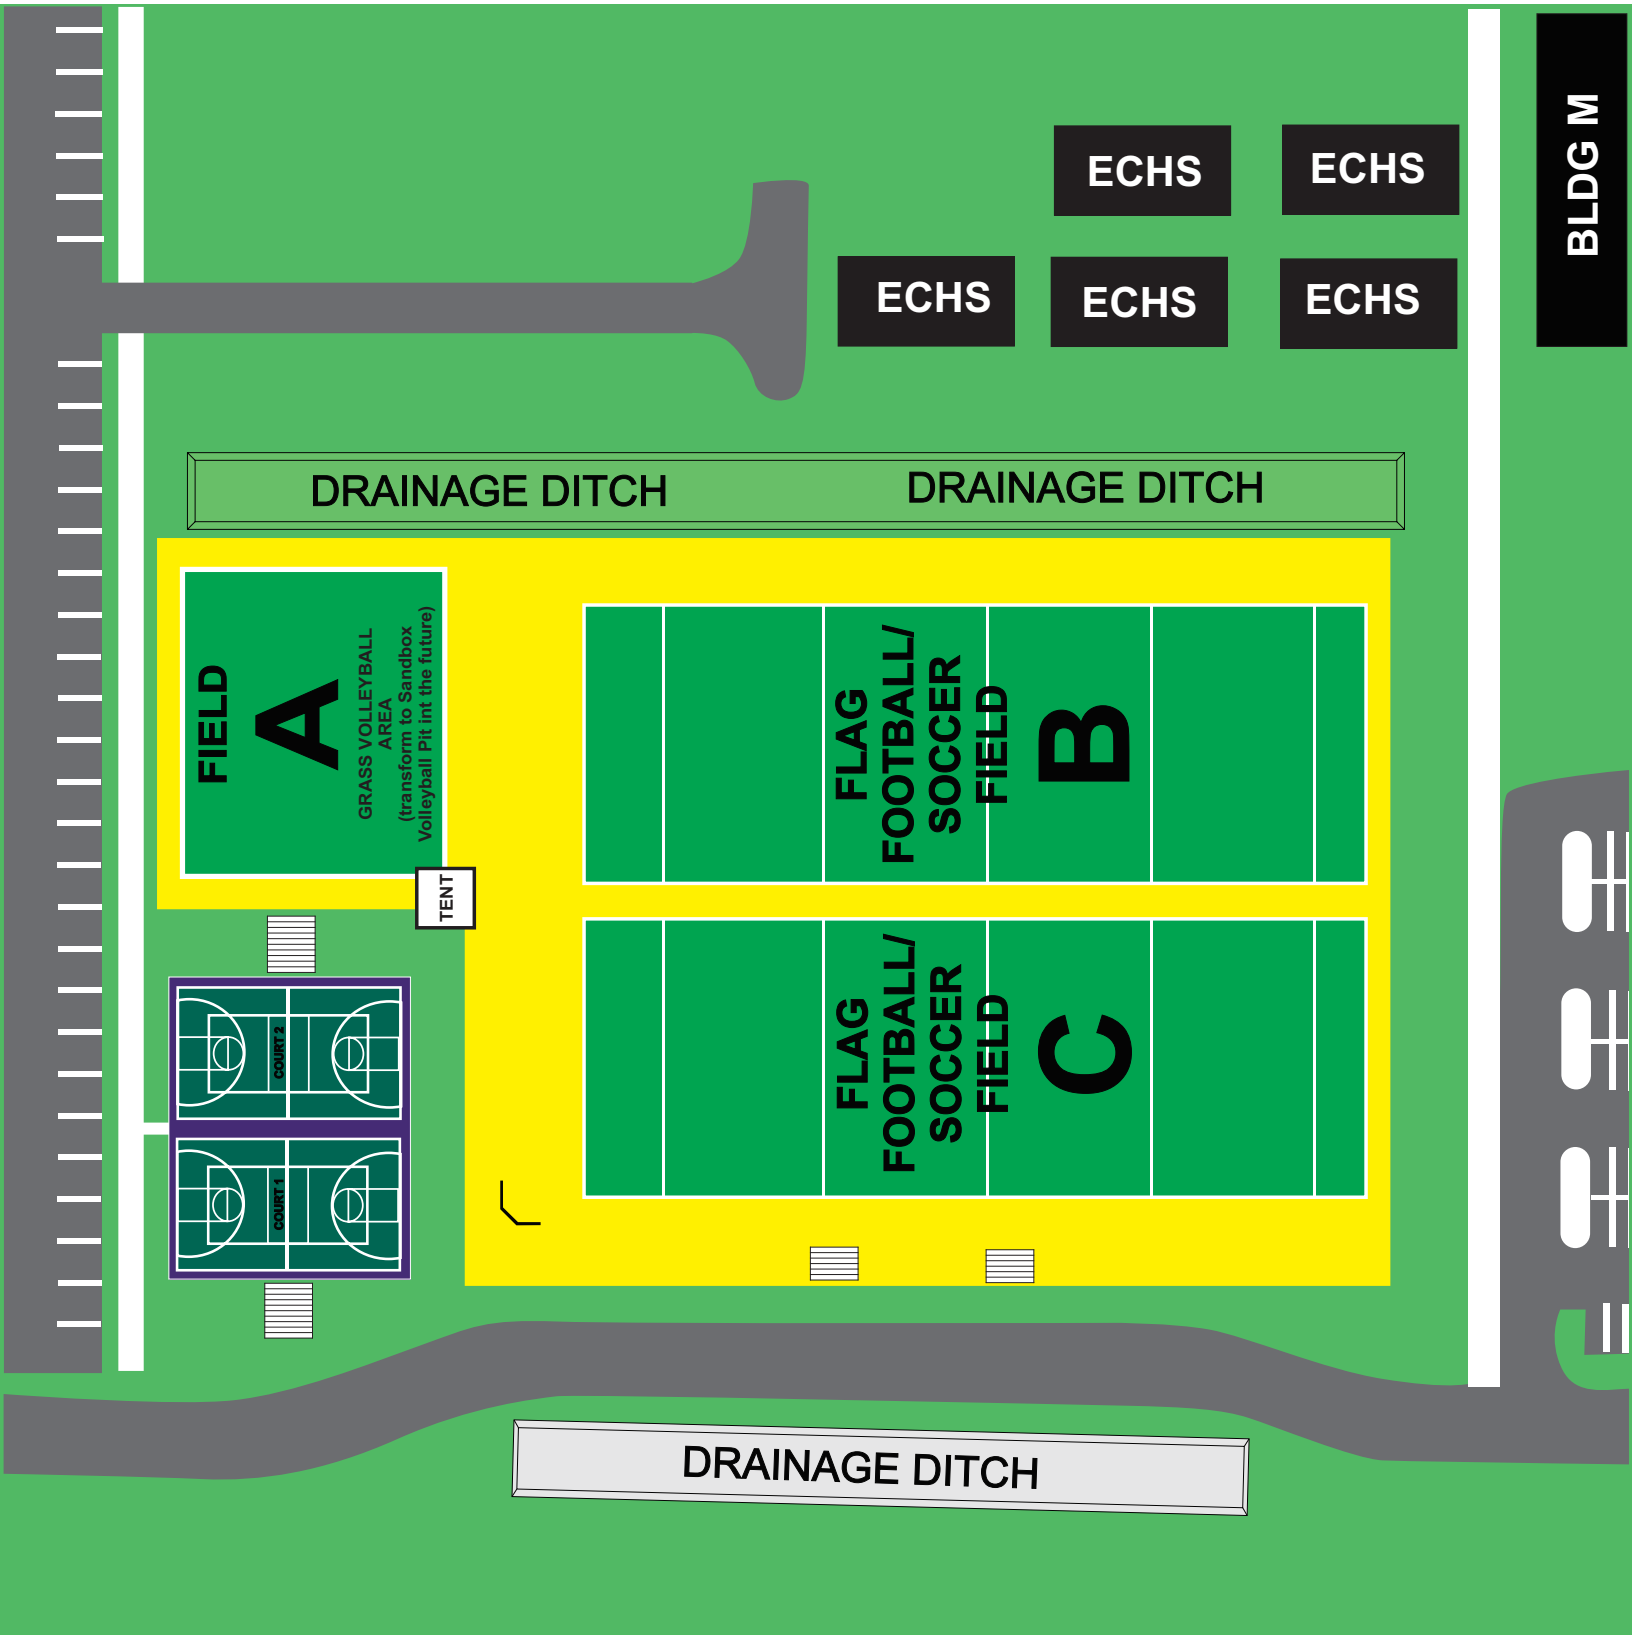 BLDG M
ECHS
ECHS
ECHS
ECHS
ECHS
DRAINAGE DITCH
DRAINAGE DITCH
FIELD
A
GRASS VOLLEYBALL
AREA
(transform to Sandbox
Volleyball Pit int the future)
TENT
FLAG
FOOTBALL/
SOCCER
FIELD
B
FLAG
FOOTBALL/
SOCCER
FIELD
C
COURT 2
COURT 1
DRAINAGE DITCH